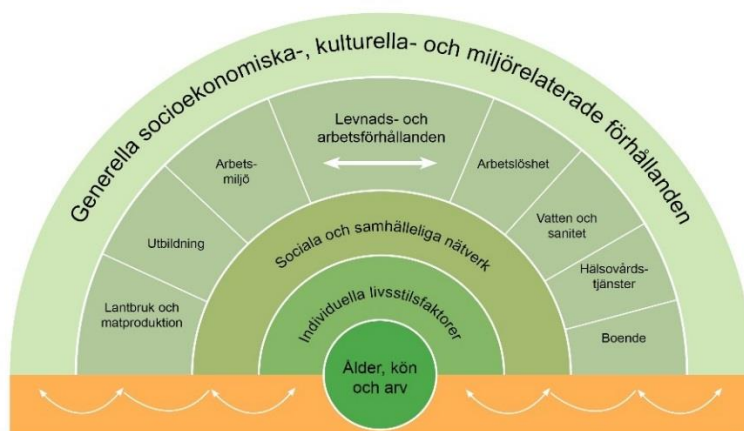 Generella socioekonomiska-, kulturella- och miljörelaterade förhållanden
Levnads- och
arbetsförhållanden
Arbets-
miljö
Arbetslöshet
Utbildning
Vatten och
sanitet
Lantbruk och
matproduktion
Hälsovårds-
tjänster
Boende
Sociala och samhälleliga nätverk
Individuella livsstilsfaktorer
Ålder, kön
och arv